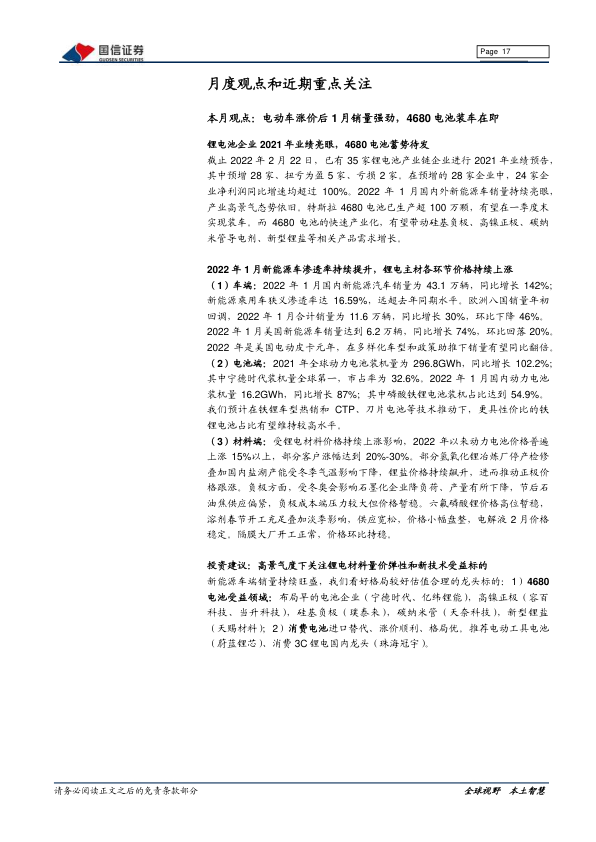 国信证券
GUOSEN SECURITIES
Page 17
月度观点和近期重点关注
本月观点：电动车涨价后 1 月销量强劲，4680 电池装车在即
锂电池企业 2021 年业绩亮眼，4680 电池蓄势待发
截止 2022 年 2 月 22 日，已有 35 家锂电池产业链企业进行 2021 年业绩预告，
其中预增 28 家、扭亏为盈 5 家、亏损 2 家。在预增的 28 家企业中，24 家企
业净利润同比增速均超过 100%。2022 年 1 月国内外新能源车销量持续亮眼，
产业高景气态势依旧。特斯拉 4680 电池已生产超 100 万颗，有望在一季度末
实现装车。而 4680 电池的快速产业化，有望带动硅基负极、高镍正极、碳纳
米管导电剂、新型锂盐等相关产品需求增长。
2022 年 1 月新能源车渗透率持续提升，锂电主材各环节价格持续上涨
（1）车端：2022 年 1 月国内新能源汽车销量为 43.1 万辆，同比增长 142%;
新能源乘用车狭义渗透率达 16.59%，远超去年同期水平。欧洲八国销量年初
回调，2022 年 1 月合计销量为 11.6 万辆，同比增长 30%，环比下降 46%。
2022 年 1 月美国新能源车销量达到 6.2 万辆，同比增长 74%，环比回落 20%。
2022 年是美国电动皮卡元年，在多样化车型和政策助推下销量有望同比翻倍。
（2）电池端：2021 年全球动力电池装机量为 296.8GWh，同比增长 102.2%;
其中宁德时代装机量全球第一，市占率为 32.6%。2022 年 1 月国内动力电池
装机量 16.2GWh，同比增长 87%；其中磷酸铁锂电池装机占比达到 54.9%。
我们预计在铁锂车型热销和 CTP、刀片电池等技术推动下，更具性价比的铁
锂电池占比有望维持较高水平。
（3）材料端：受锂电材料价格持续上涨影响，2022 年以来动力电池价格普遍
上涨 15%以上，部分客户涨幅达到 20%-30%。部分氢氧化锂冶炼厂停产检修
叠加国内盐湖产能受冬季气温影响下降，锂盐价格持续飙升，进而推动正极价
格跟涨。负极方面，受冬奥会影响石墨化企业降负荷、产量有所下降，节后石
油焦供应偏紧，负极成本端压力较大但价格暂稳。六氟磷酸锂价格高位暂稳，
溶剂春节开工充足叠加淡季影响，供应宽松，价格小幅盘整，电解液 2 月价格
稳定。隔膜大厂开工正常，价格环比持稳。
投资建议：高景气度下关注锂电材料量价弹性和新技术受益标的
新能源车端销量持续旺盛，我们看好格局较好估值合理的龙头标的：1）4680
电池受益领域：布局早的电池企业（宁德时代、亿纬锂能），高镍正极（容百
科技、当升科技），硅基负极（璞泰来），碳纳米管（天奈科技），新型锂盐
（天赐材料）；2）消费电池进口替代、涨价顺利、格局优。推荐电动工具电池
（蔚蓝锂芯）、消费 3C 锂电国内龙头（珠海冠宇）。
请务必阅读正文之后的免责条款部分
全球视野 本土智慧